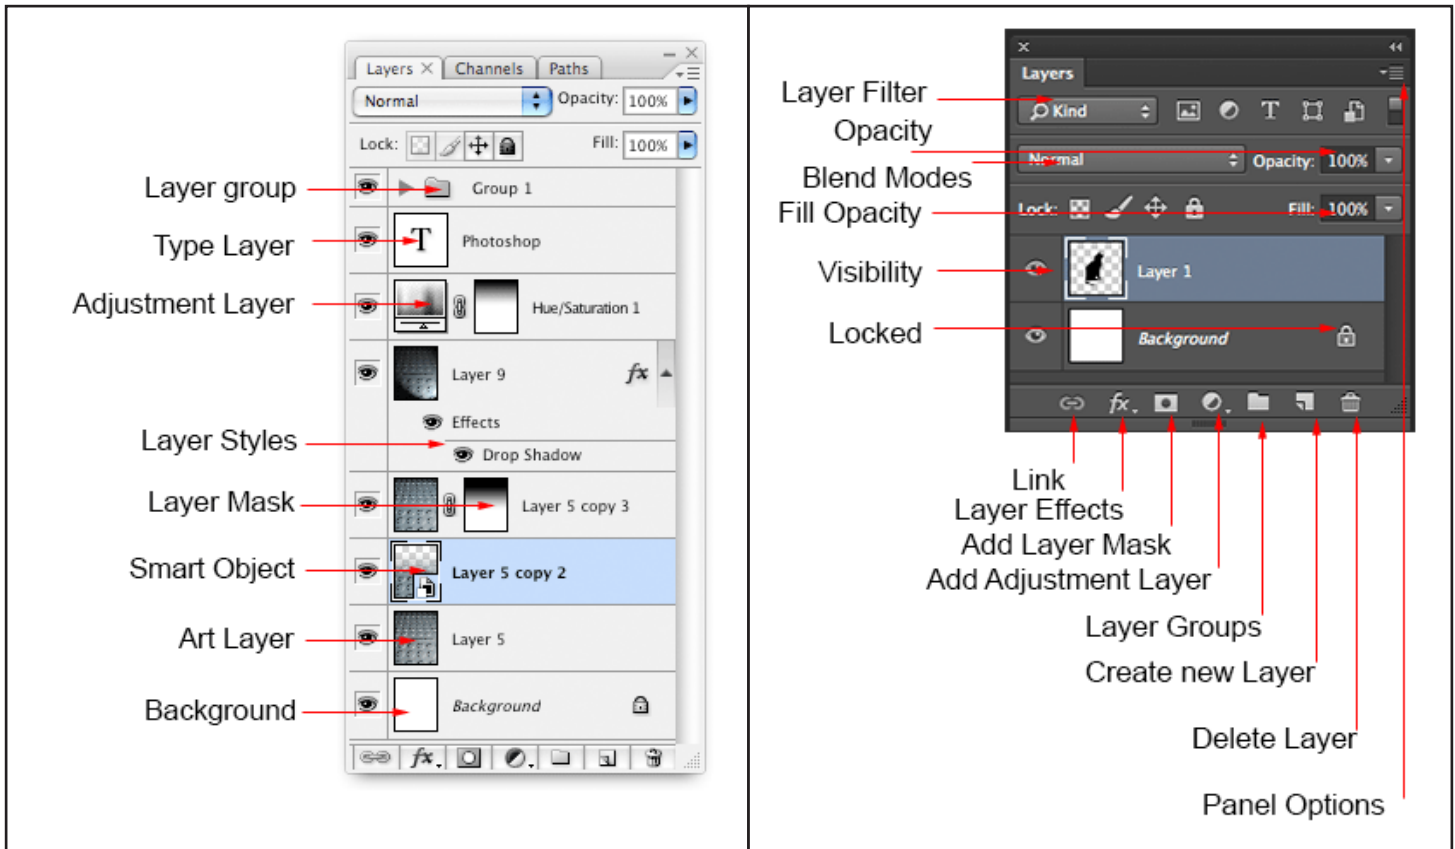 Layers × Channels Paths
Normal Opacity: 100%
Lock: Fill: 100%
Layer group Group 1
Type Layer T Photoshop
Adjustment Layer Hue/Saturation 1
Layer 9 fx
Effects
Layer Styles
Drop Shadow
Layer Mask Layer 5 copy 3
Smart Object Layer 5 copy 2
Art Layer Layer 5
Background Background
fx
Layers
Layer Filter
Kind T
Opacity
Normal Opacity: 100%
Blend Modes
Fill Opacity Lock: Fill: 100%
Visibility Layer 1
Locked Background
fx
Link
Layer Effects
Add Layer Mask
Add Adjustment Layer
Layer Groups
Create new Layer
Delete Layer
Panel Options